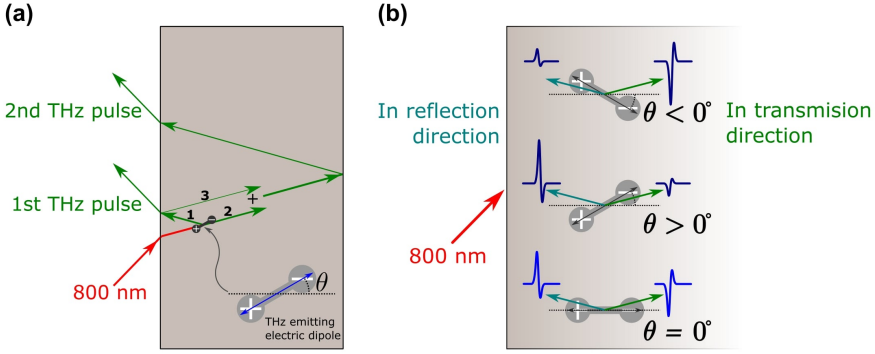 (a)
2nd THz pulse
1st THz pulse
3
+
1
2
+
−
800 nm
−
θ
+
THz emitting
electric dipole
(b)
+
−
θ < 0°
In reflection
direction
In transmision
direction
−
+
θ > 0°
800 nm
+
−
θ = 0°